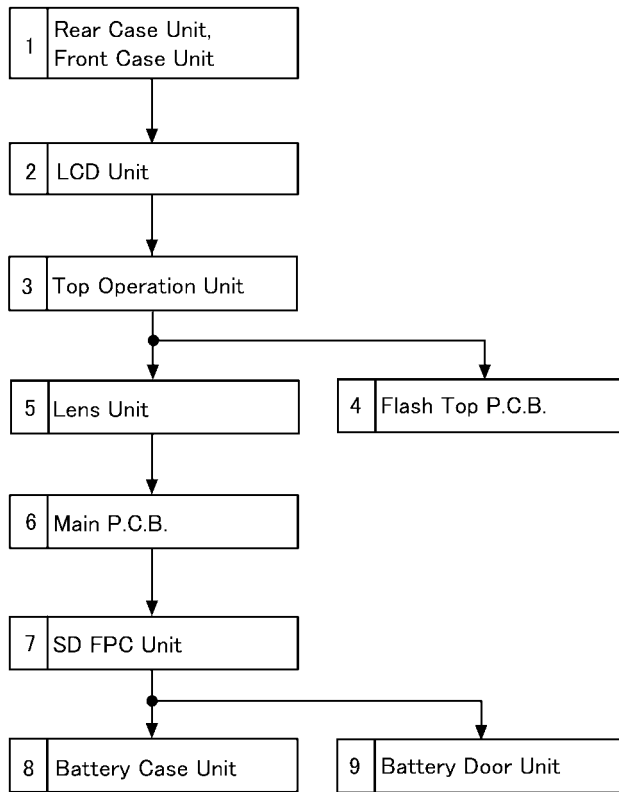 1 Rear Case Unit,
Front Case Unit
2 LCD Unit
3 Top Operation Unit
5 Lens Unit
4 Flash Top P.C.B.
6 Main P.C.B.
7 SD FPC Unit
8 Battery Case Unit
9 Battery Door Unit